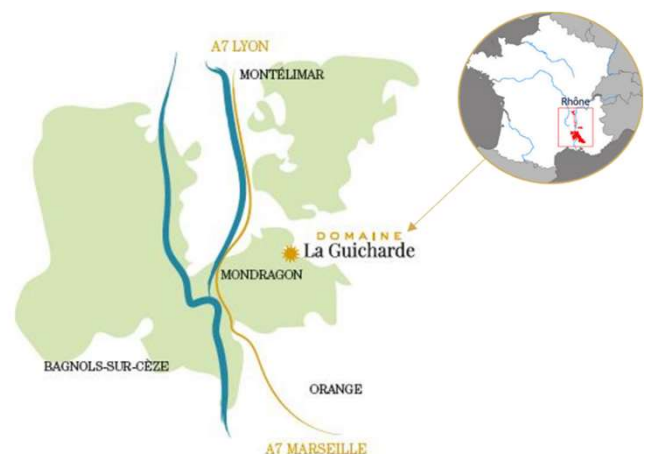 A7 LYON
MONTÉLIMAR
Rhône
DOMAINE
La Guicharde
MONDRAGON
BAGNOLS-SUR-CÈZE
ORANGE
A7 MARSEILLE